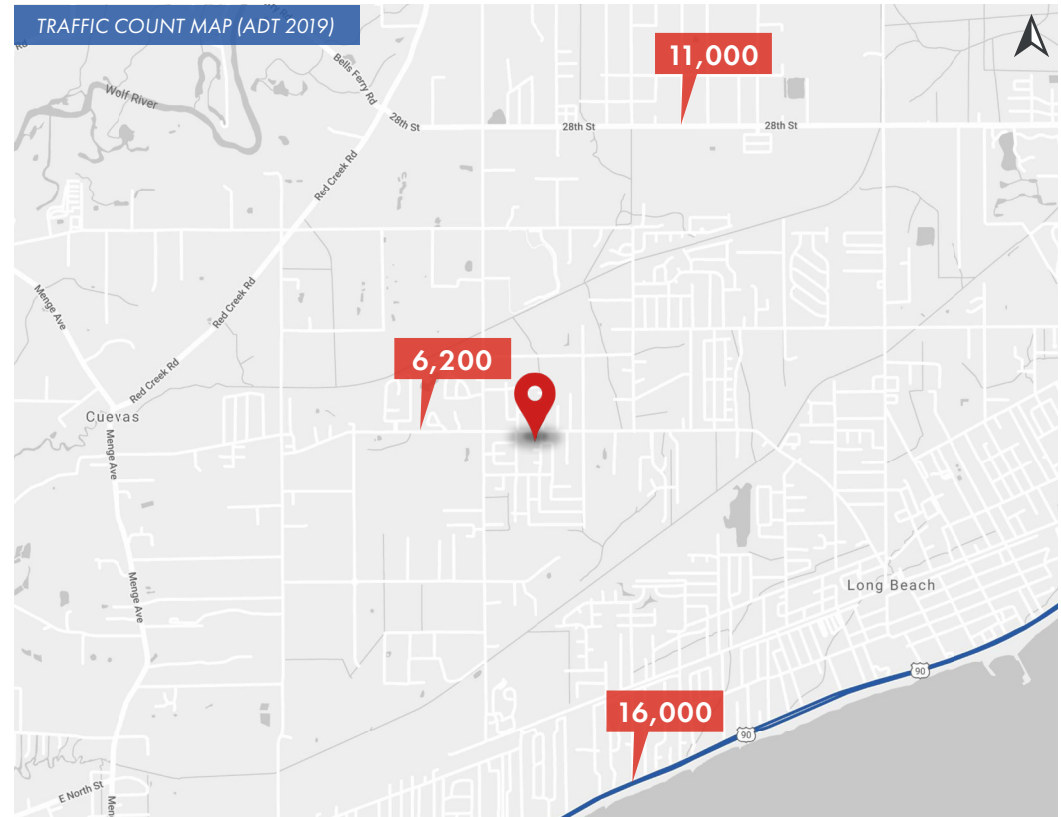 TRAFFIC COUNT MAP (ADT 2019)
Rd
Bells Ferry Rd
11,000
Wolf River
28th St
28th St
28th St
Red Creek Rd
Menge Ave
Red Creek Rd
6,200
Red Creek Rd
Cuevas
Menge Ave
Menge Ave
Long Beach
90
16,000
90
E North St